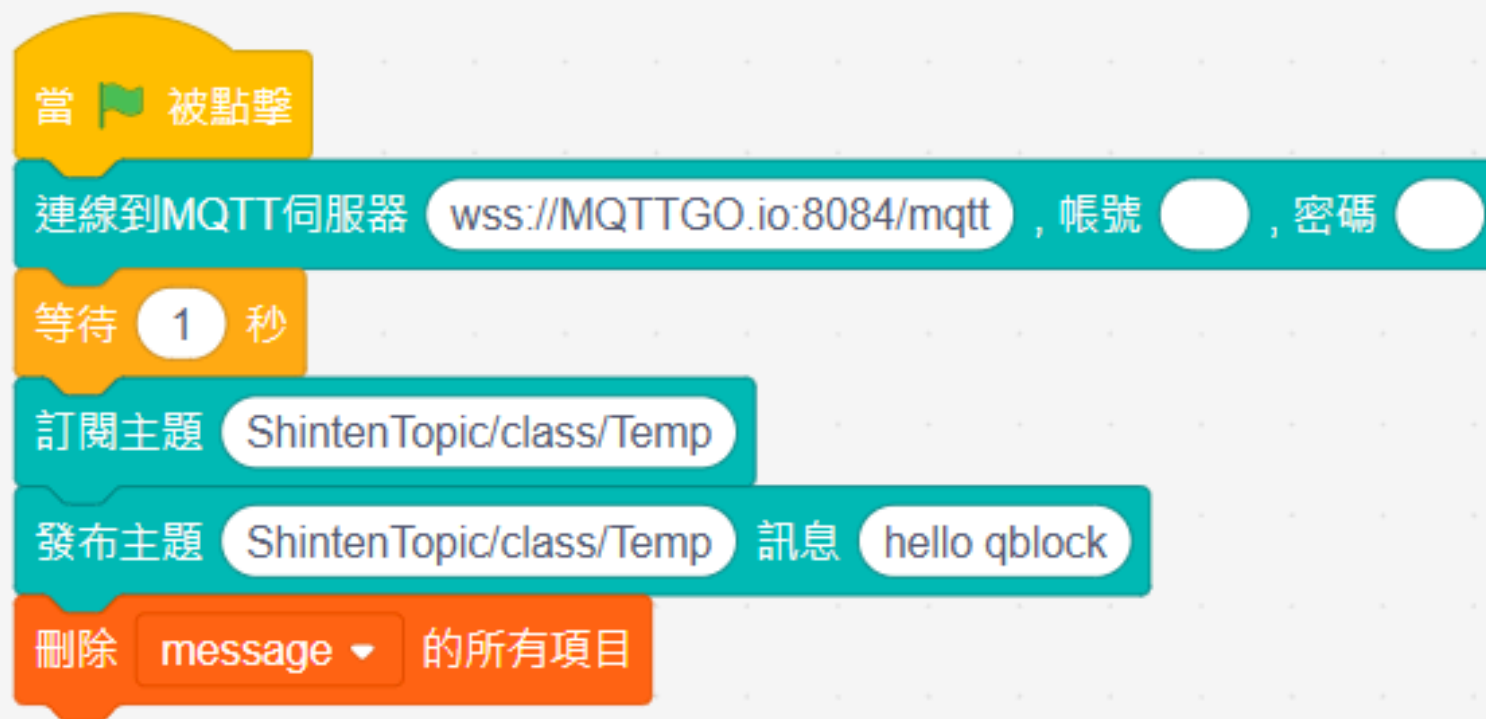 當 被點擊
連線到MQTT伺服器 wss://MQTTGO.io:8084/mqtt , 帳號 , 密碼
等待 1 秒
訂閱主題 ShintenTopic/class/Temp
發布主題 ShintenTopic/class/Temp 訊息 hello qblock
刪除 message 的所有項目